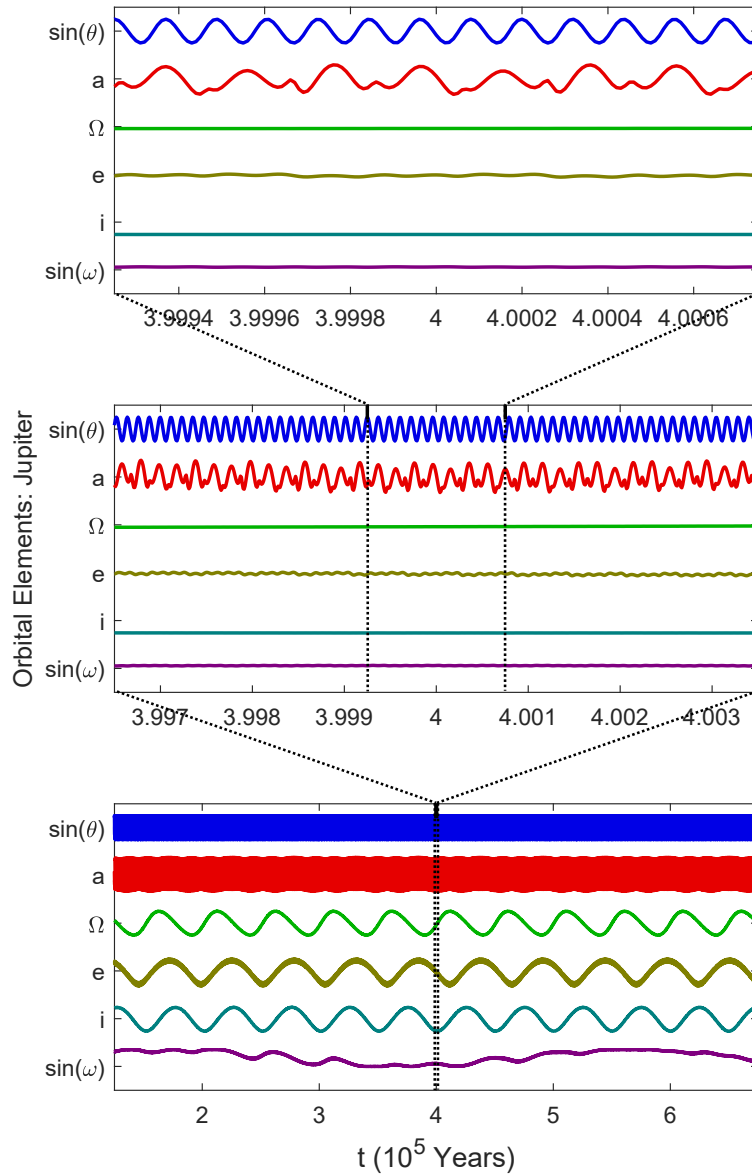 sin(θ)
a
Ω
e
i
sin(ω)
3.9994 3.9996 3.9998 4 4.0002 4.0004 4.0006
Orbital Elements: Jupiter
sin(θ)
a
Ω
e
i
sin(ω)
3.997 3.998 3.999 4 4.001 4.002 4.003
sin(θ)
a
Ω
e
i
sin(ω)
2 3 4 5 6
t (10⁵ Years)